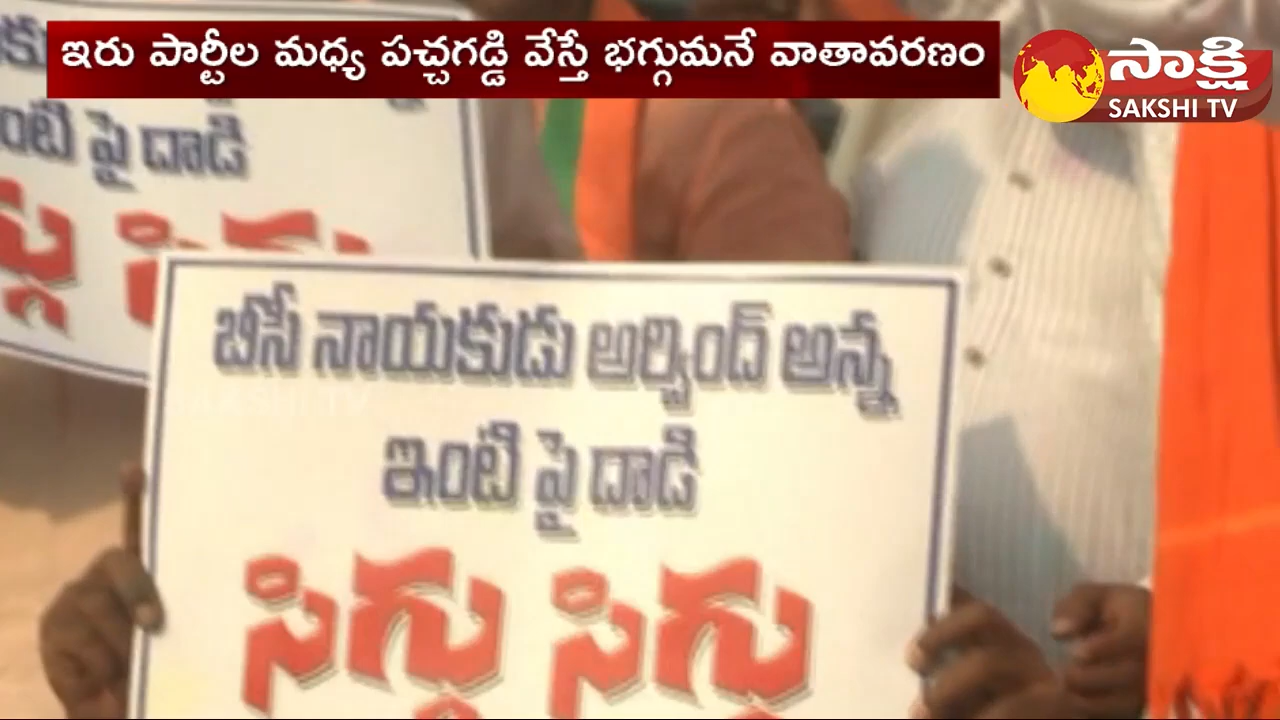 ఇరు పార్టీల మధ్య పచ్చగడ్డి వేస్తే భగ్గుమనే వాతావరణం
సాక్షి
SAKSHI TV
ఇంటి పై దాడి
బీసీ నాయకుడు అర్వింద్ అన్న
ఇంటి పై దాడి
సిగ్గు సిగ్గు